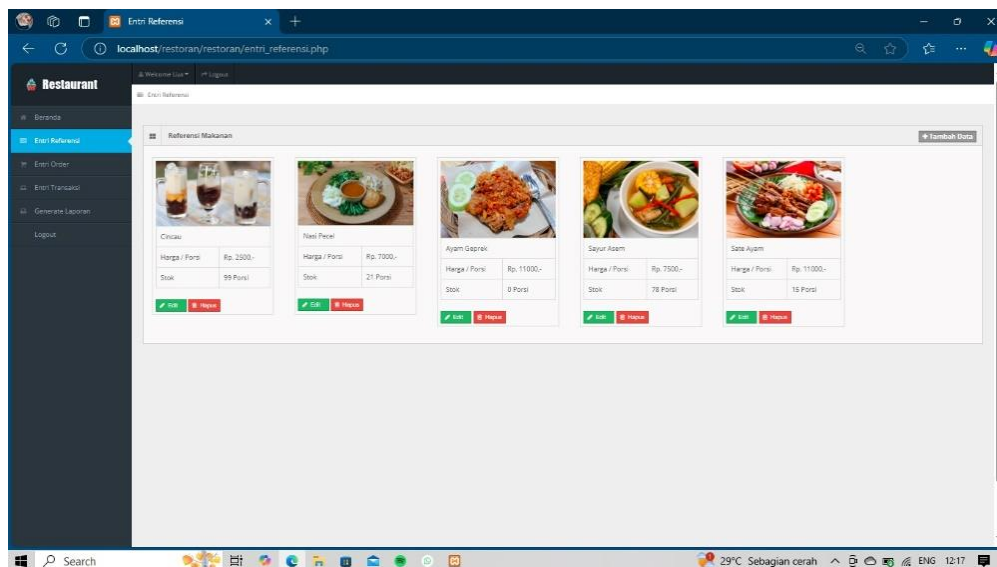 Entri Referensi
localhost/restoran/restoran/entri_referensi.php
Restaurant
Welcome Lux
Logout
Entri Referensi
Beranda
Entri Referensi
Entri Order
Entri Transaksi
Generate Laporan
Logout
Referensi Makanan
+ Tambah Data
Cincau
Harga / Porsi Rp. 2500,-
Stok 99 Porsi
Edit Hapus
Nasi Pecel
Harga / Porsi Rp. 7000,-
Stok 21 Porsi
Edit Hapus
Ayam Geprek
Harga / Porsi Rp. 11000,-
Stok 0 Porsi
Edit Hapus
Sayur Asem
Harga / Porsi Rp. 7500,-
Stok 78 Porsi
Edit Hapus
Sate Ayam
Harga / Porsi Rp. 11000,-
Stok 15 Porsi
Edit Hapus
Search
29°C Sebagian cerah ENG 12:17